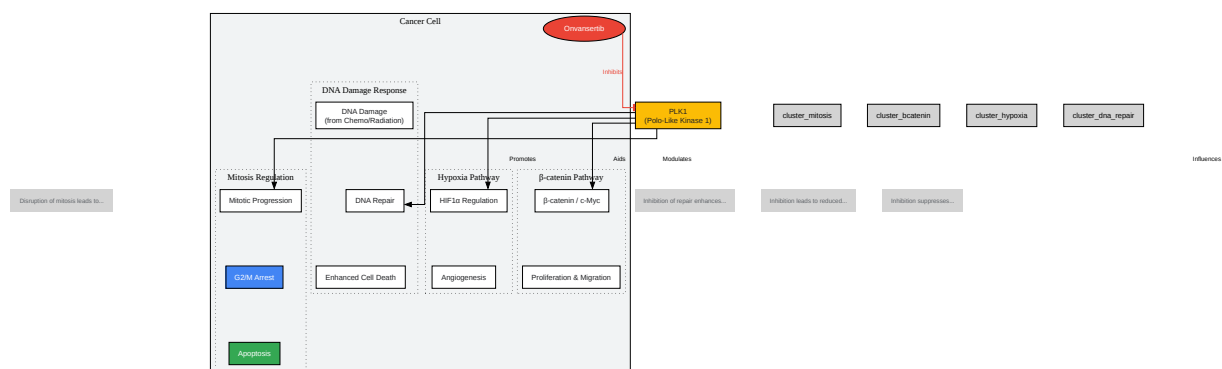 Cancer Cell
Onvansertib
Inhibits
DNA Damage Response
DNA Damage
(from Chemo/Radiation)
PLK1
(Polo-Like Kinase 1)
cluster_mitosis
cluster_bcatenin
cluster_hypoxia
cluster_dna_repair
Promotes
Aids
Modulates
Influences
Mitosis Regulation
Hypoxia Pathway
β-catenin Pathway
Disruption of mitosis leads to...
Mitotic Progression
DNA Repair
HIF1α Regulation
β-catenin / c-Myc
Inhibition of repair enhances...
Inhibition leads to reduced...
Inhibition suppresses...
G2/M Arrest
Enhanced Cell Death
Angiogenesis
Proliferation & Migration
Apoptosis